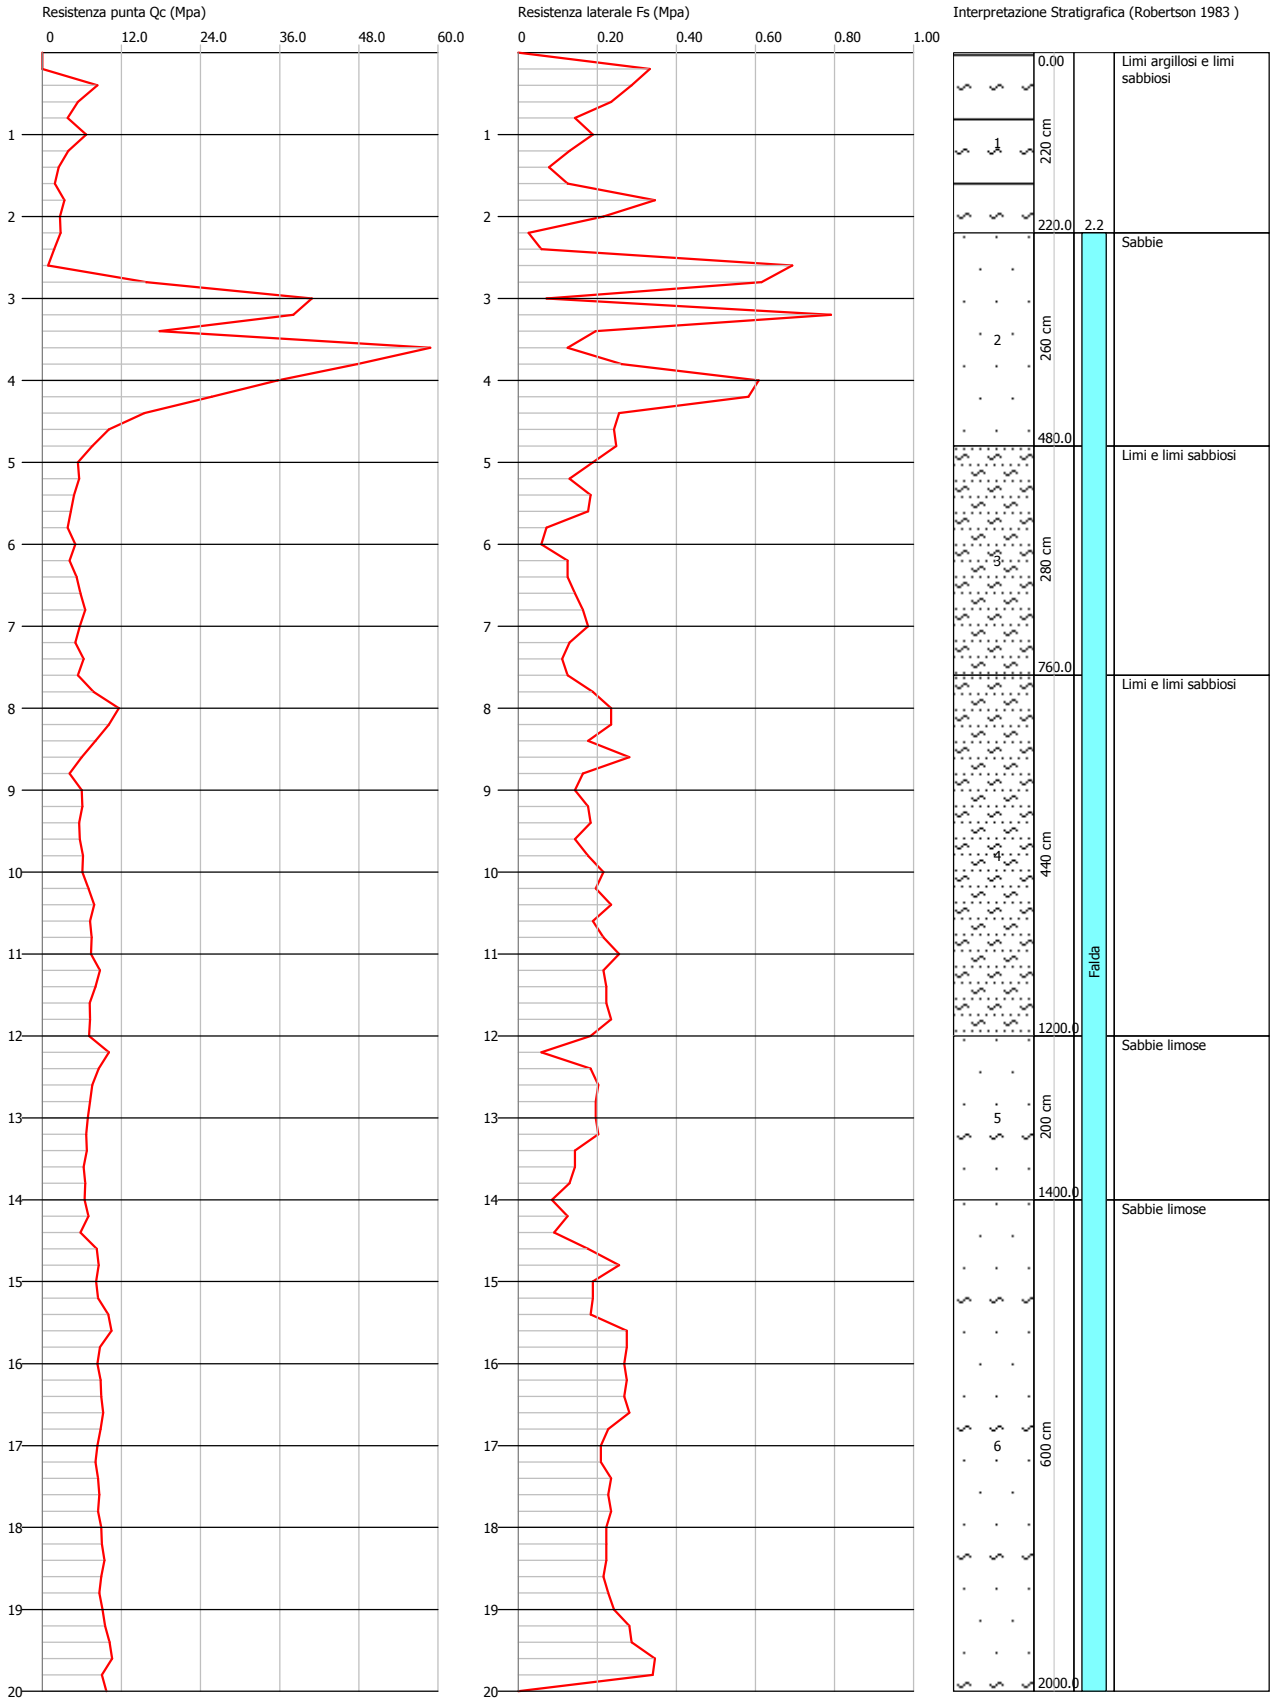 Resistenza punta Qc (Mpa)
0 12.0 24.0 36.0 48.0 60.0
1
2
3
4
5
6
7
8
9
10
11
12
13
14
15
16
17
18
19
20
Resistenza laterale Fs (Mpa)
0 0.20 0.40 0.60 0.80 1.00
1
2
3
4
5
6
7
8
9
10
11
12
13
14
15
16
17
18
19
20
Interpretazione Stratigrafica (Robertson 1983 )
0.00
Limi argillosi e limi
sabbiosi
1
220 cm
220.0
2.2
Sabbie
2
260 cm
480.0
Limi e limi sabbiosi
3
280 cm
760.0
Limi e limi sabbiosi
4
440 cm
Falda
1200.0
Sabbie limose
5
200 cm
1400.0
Sabbie limose
6
600 cm
2000.0